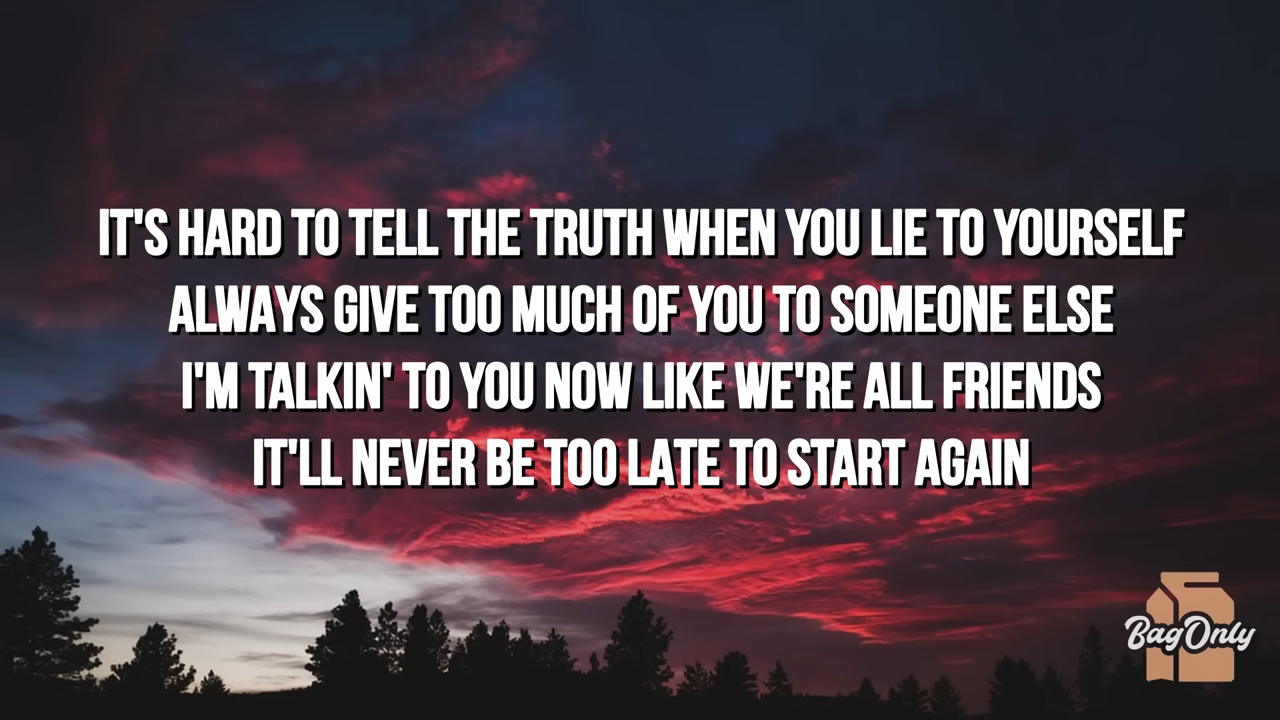 IT'S HARD TO TELL THE TRUTH WHEN YOU LIE TO YOURSELF
ALWAYS GIVE TOO MUCH OF YOU TO SOMEONE ELSE
I'M TALKIN' TO YOU NOW LIKE WE'RE ALL FRIENDS
IT'LL NEVER BE TOO LATE TO START AGAIN
BagOnly